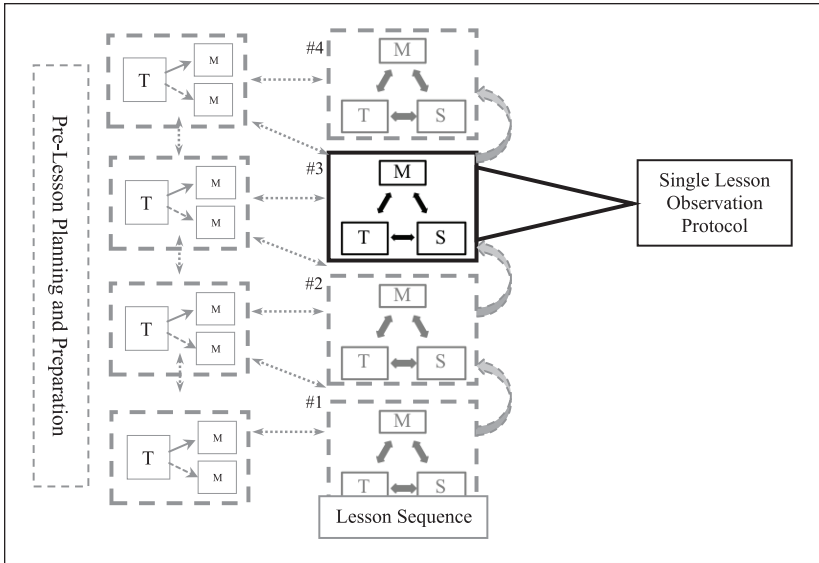 Pre-Lesson Planning and Preparation
T
M
M
#4
M
T
S
T
M
M
#3
M
T
S
Single Lesson
Observation
Protocol
T
M
M
#2
M
T
S
T
M
M
#1
M
T
S
Lesson Sequence